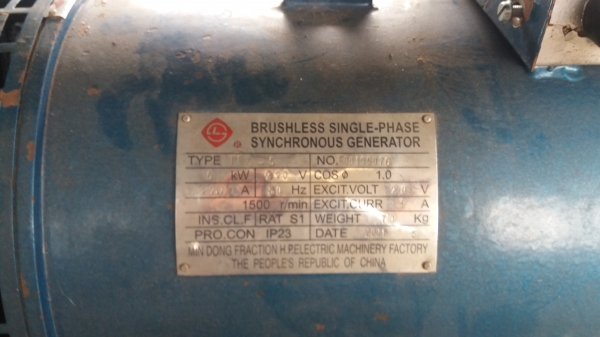 BRUSHLESS SINGLE-PHASE
SYNCHRONOUS GENERATOR
TYPE NO.
kW V COS Ø 1.0
A Hz EXCIT.VOLT V
1500 r/min EXCIT.CURR A
INS.CL.F RAT S1 WEIGHT Kg
PRO.CON IP23 DATE
MIN DONG FRACTION H.P.ELECTRIC MACHINERY FACTORY
THE PEOPLE'S REPUBLIC OF CHINA